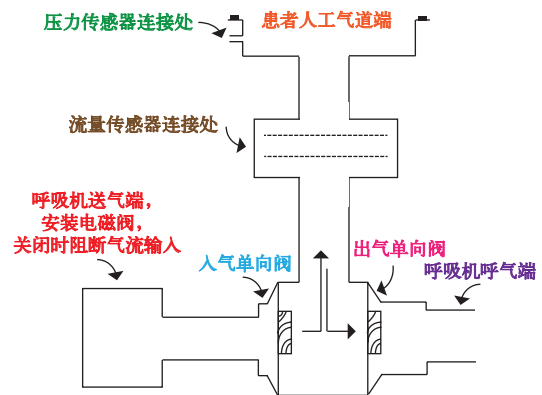 压力传感器连接处
患者人工气道端
流量传感器连接处
呼吸机送气端，
安装电磁阀，
关闭时阻断气流输入
入气单向阀
出气单向阀
呼吸机呼气端